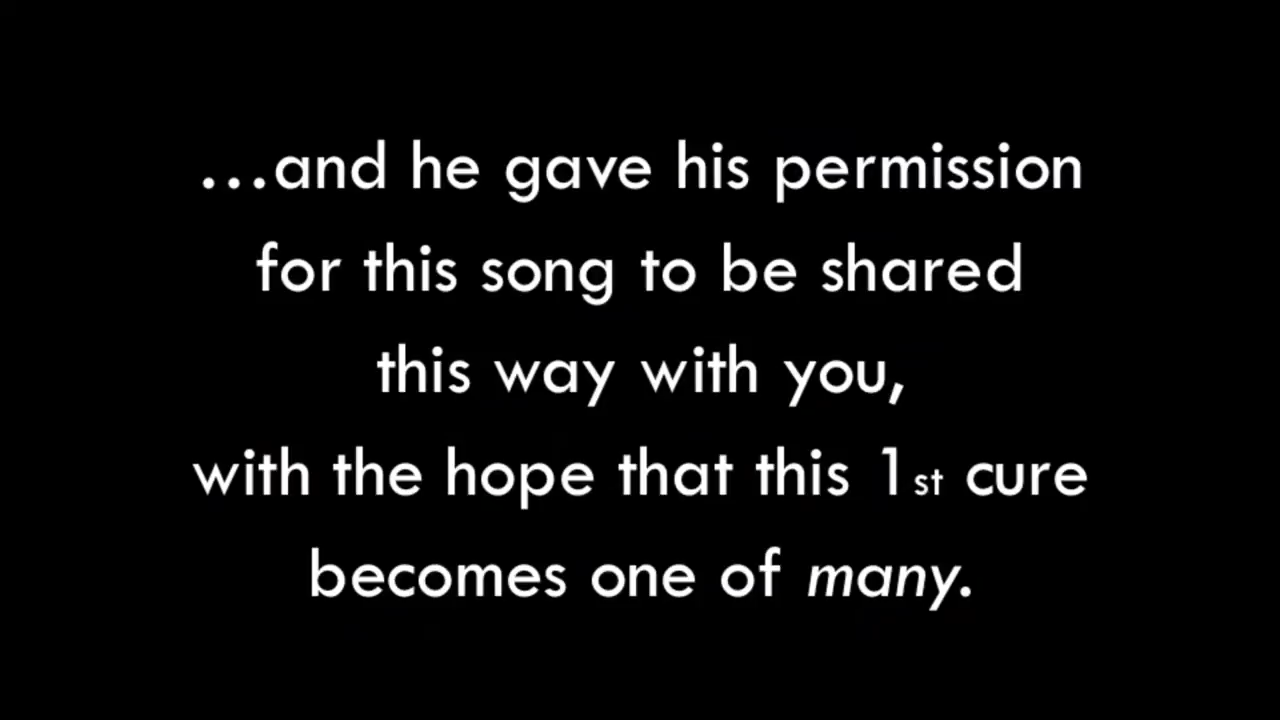 ...and he gave his permission
for this song to be shared
this way with you,
with the hope that this 1st cure
becomes one of many.